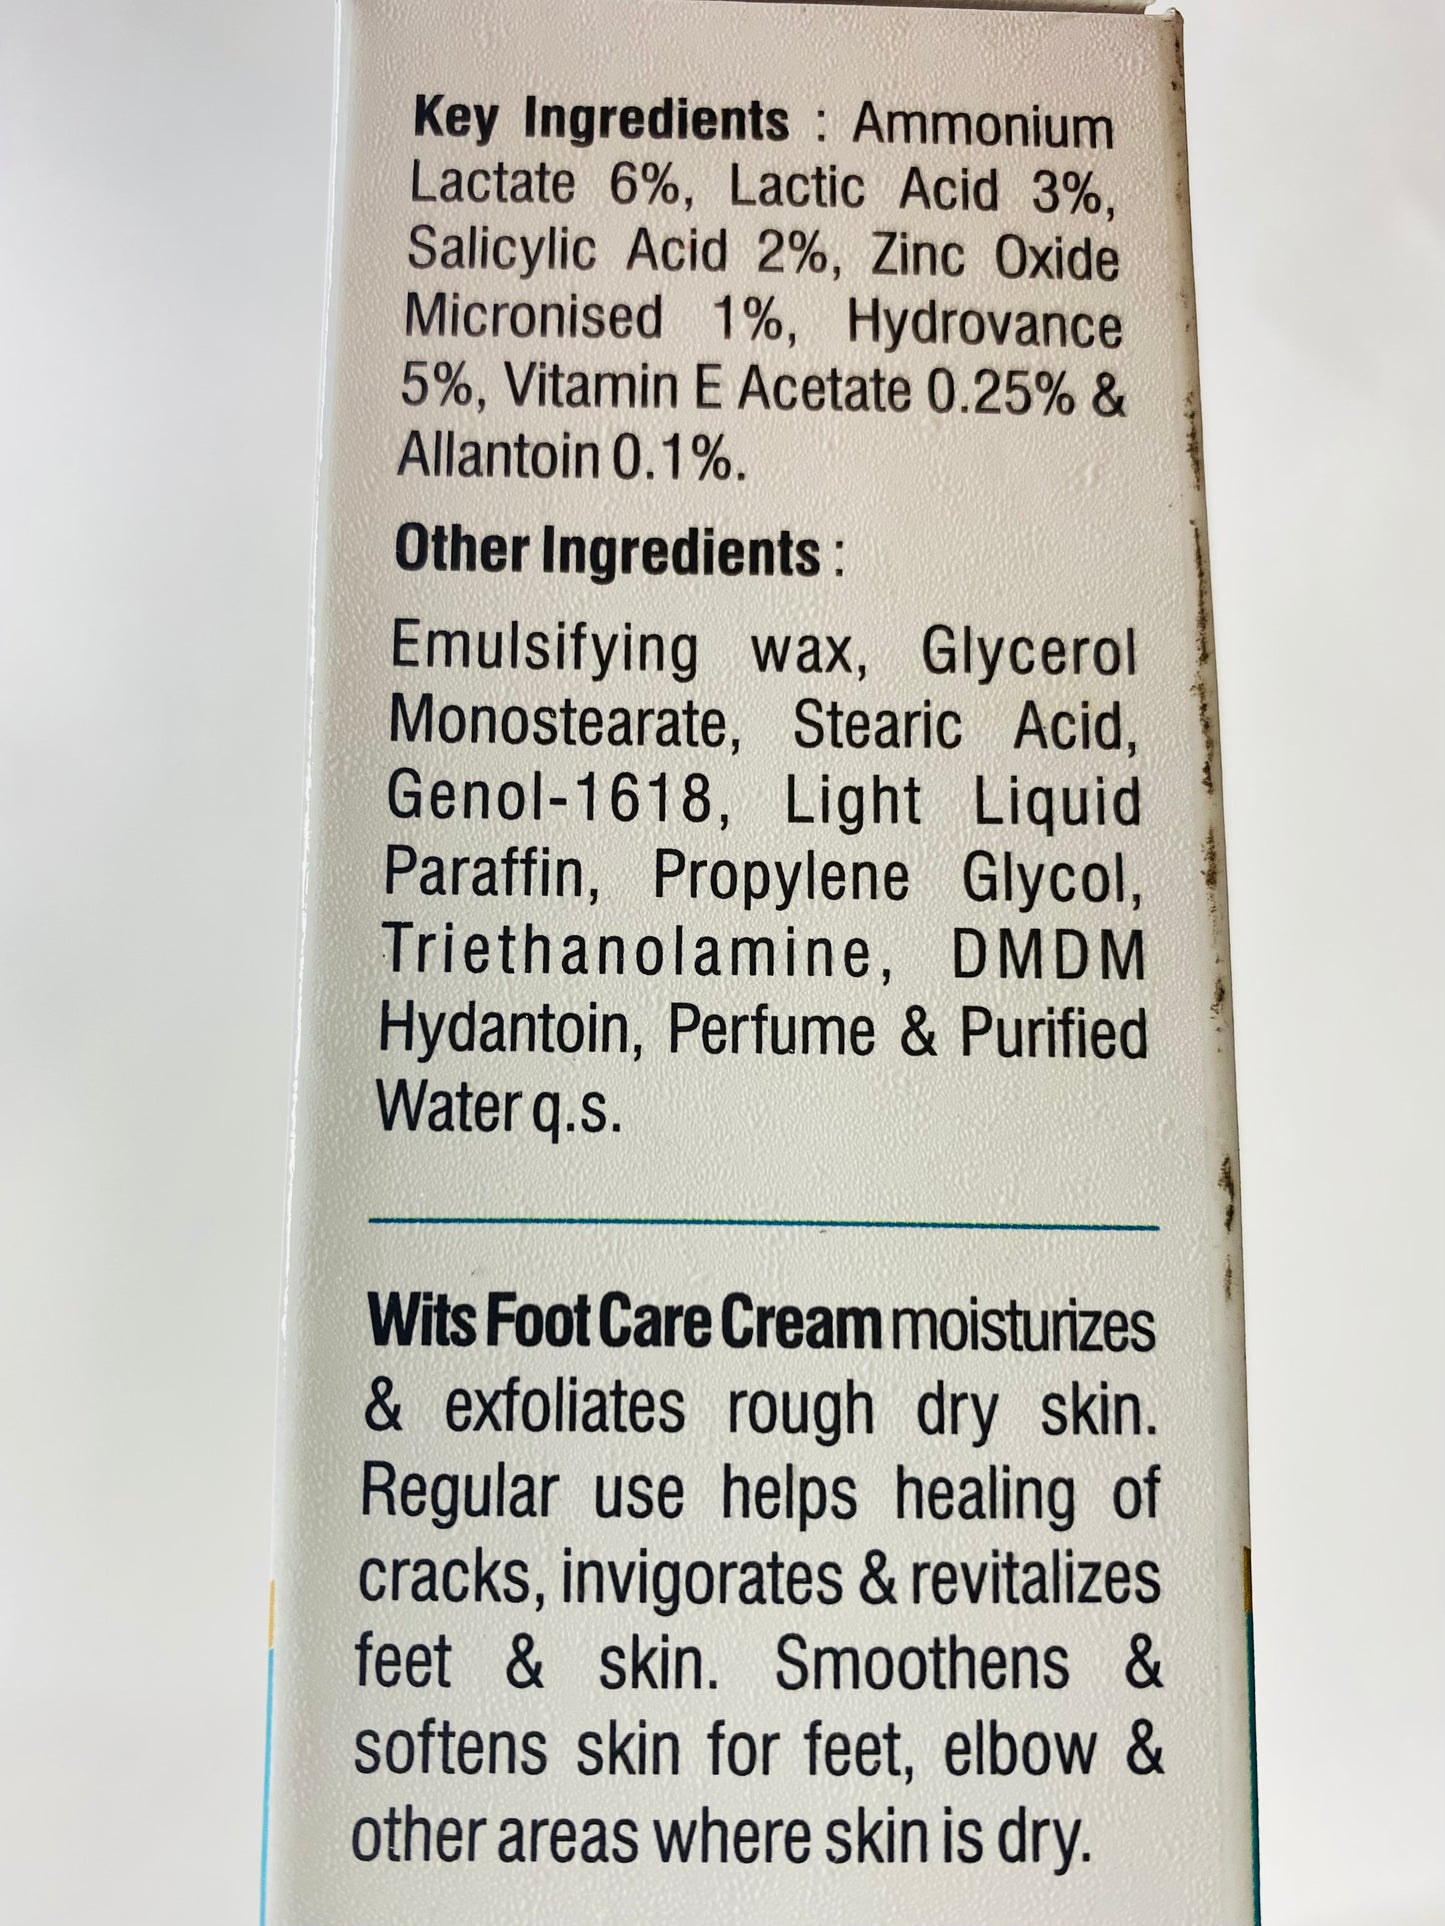 Key Ingredients : Ammonium
Lactate 6%, Lactic Acid 3%,
Salicylic Acid 2%, Zinc Oxide
Micronised 1%, Hydrovance
5%, Vitamin E Acetate 0.25% &
Allantoin 0.1%.
Other Ingredients :
Emulsifying wax, Glycerol
Monostearate, Stearic Acid,
Genol-1618, Light Liquid
Paraffin, Propylene Glycol,
Triethanolamine, DMDM
Hydantoin, Perfume & Purified
Water q.s.
Wits Foot Care Cream moisturizes
& exfoliates rough dry skin.
Regular use helps healing of
cracks, invigorates & revitalizes
feet & skin. Smoothens &
softens skin for feet, elbow &
other areas where skin is dry.